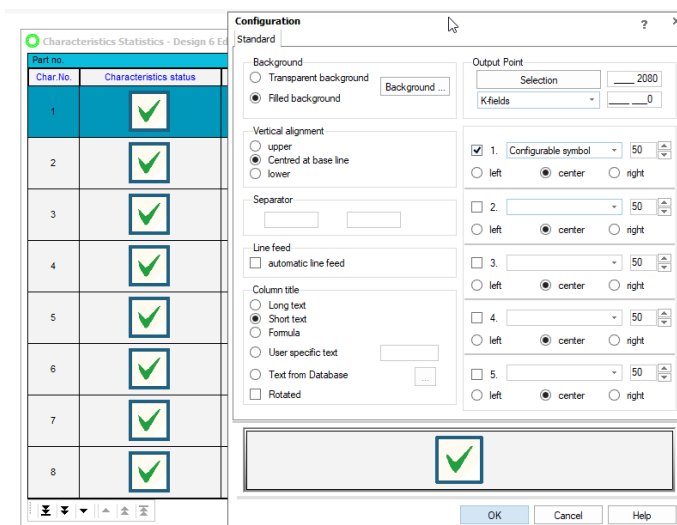 Characteristics Statistics - Design 6 Ed
Part no.
Char.No.
Characteristics status
1
2
3
4
5
6
7
8
Configuration
?
Standard
Background
Transparent background
Filled background
Background ...
Vertical alignment
upper
Centred at base line
lower
Separator
Line feed
automatic line feed
Column title
Long text
Short text
Formula
User specific text
Text from Database
...
Rotated
Output Point
Selection
____ 2080
K-fields
____ ____0
1. Configurable symbol 50
left center right
2. 50
left center right
3. 50
left center right
4. 50
left center right
5. 50
left center right
OK
Cancel
Help